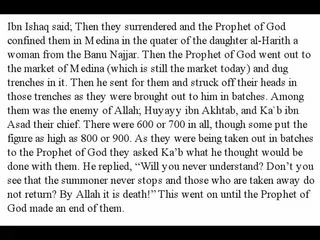 Ibn Ishaq said; Then they surrendered and the Prophet of God
confined them in Medina in the quater of the daughter al-Harith a
woman from the Banu Najjar. Then the Prophet of God went out to
the market of Medina (which is still the market today) and dug
trenches in it. Then he sent for them and struck off their heads in
those trenches as they were brought out to him in batches. Among
them was the enemy of Allah; Huyayy ibn Akhtab, and Ka`b ibn
Asad their chief. There were 600 or 700 in all, though some put the
figure as high as 800 or 900. As they were being taken out in batches
to the Prophet of God they asked Ka'b what he thought would be
done with them. He replied, "Will you never understand? Don't you
see that the summoner never stops and those who are taken away do
not return? By Allah it is death!" This went on until the Prophet of
God made an end of them.